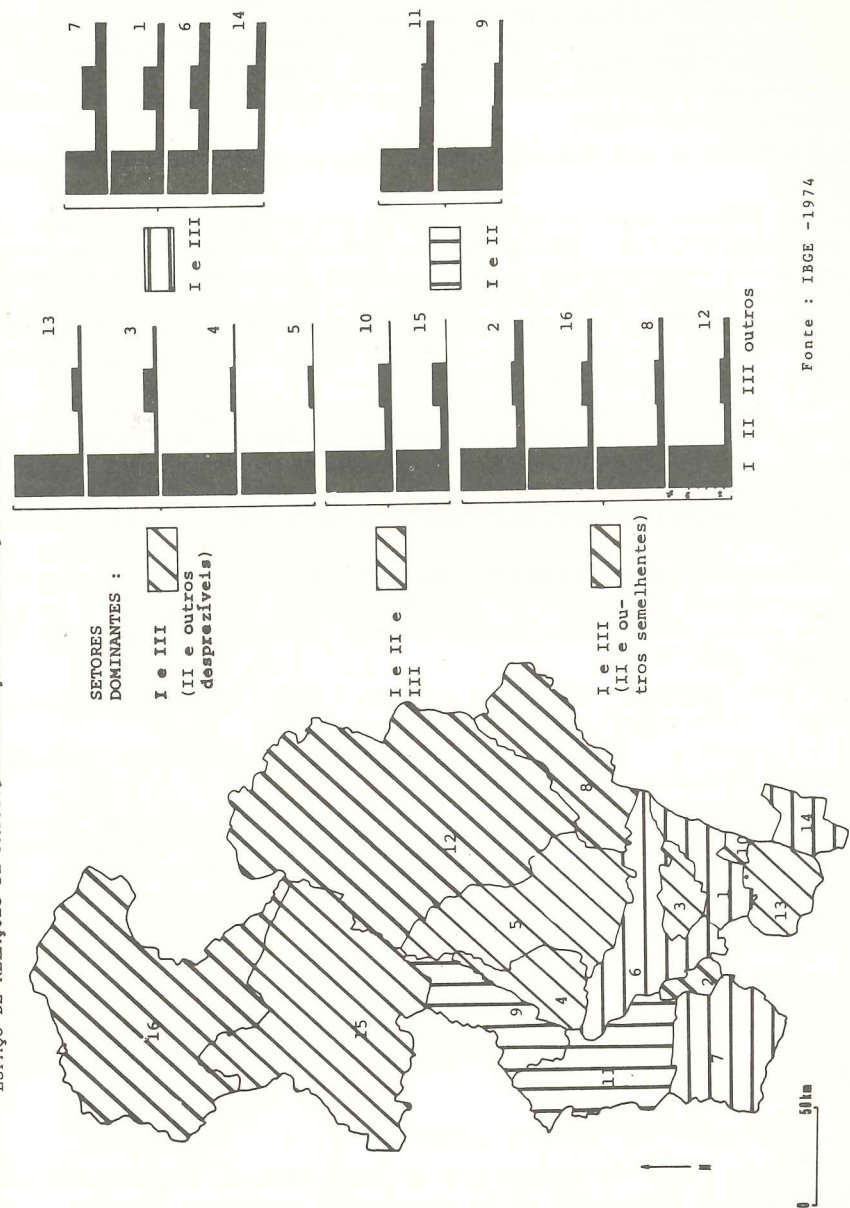 SETORES
DOMINANTES :
I e III
(II e outros
desprezíveis)
13
3
4
5
I e II e
III
10
15
I e III
(II e ou-
tros semelhentes)
2
16
8
12
I II III outros
I e III
7
1
6
14
I e II
11
9
16
15
12
9
5
4
8
11
6
3
2
1
10
7
13
14
N
0 50km
Fonte : IBGE -1974